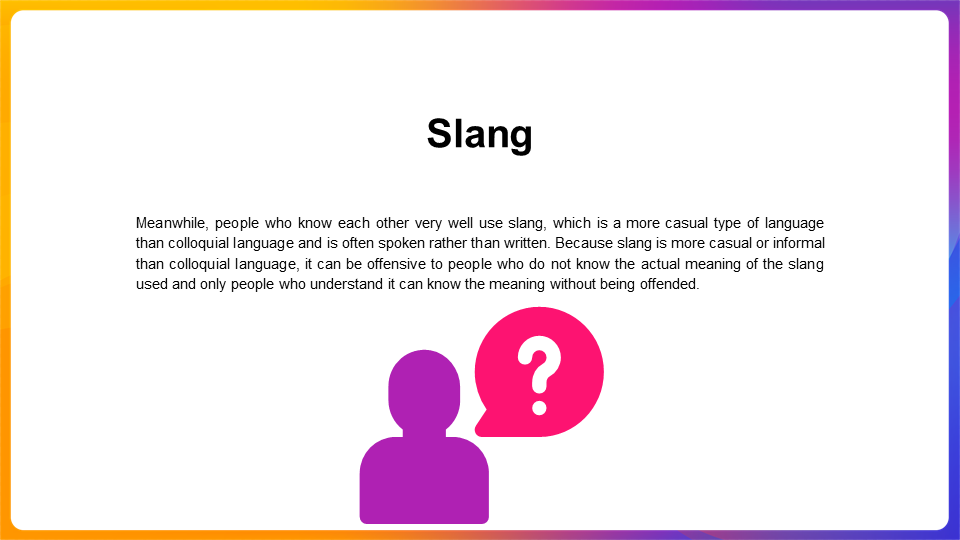 Slang
Meanwhile, people who know each other very well use slang, which is a more casual type of language
than colloquial language and is often spoken rather than written. Because slang is more casual or informal
than colloquial language, it can be offensive to people who do not know the actual meaning of the slang
used and only people who understand it can know the meaning without being offended.
?